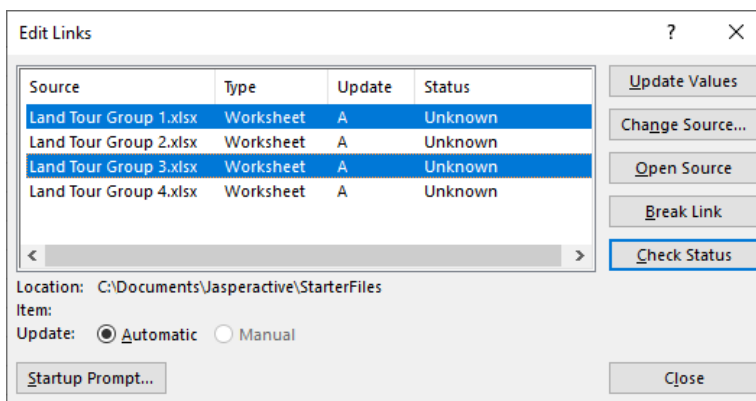 Edit Links
? ×
Source Type Update Status
Land Tour Group 1.xlsx Worksheet A Unknown
Land Tour Group 2.xlsx Worksheet A Unknown
Land Tour Group 3.xlsx Worksheet A Unknown
Land Tour Group 4.xlsx Worksheet A Unknown
Update Values
Change Source...
Open Source
Break Link
Check Status
Location: C:\Documents\Jasperactive\StarterFiles
Item:
Update: Automatic Manual
Startup Prompt...
Close